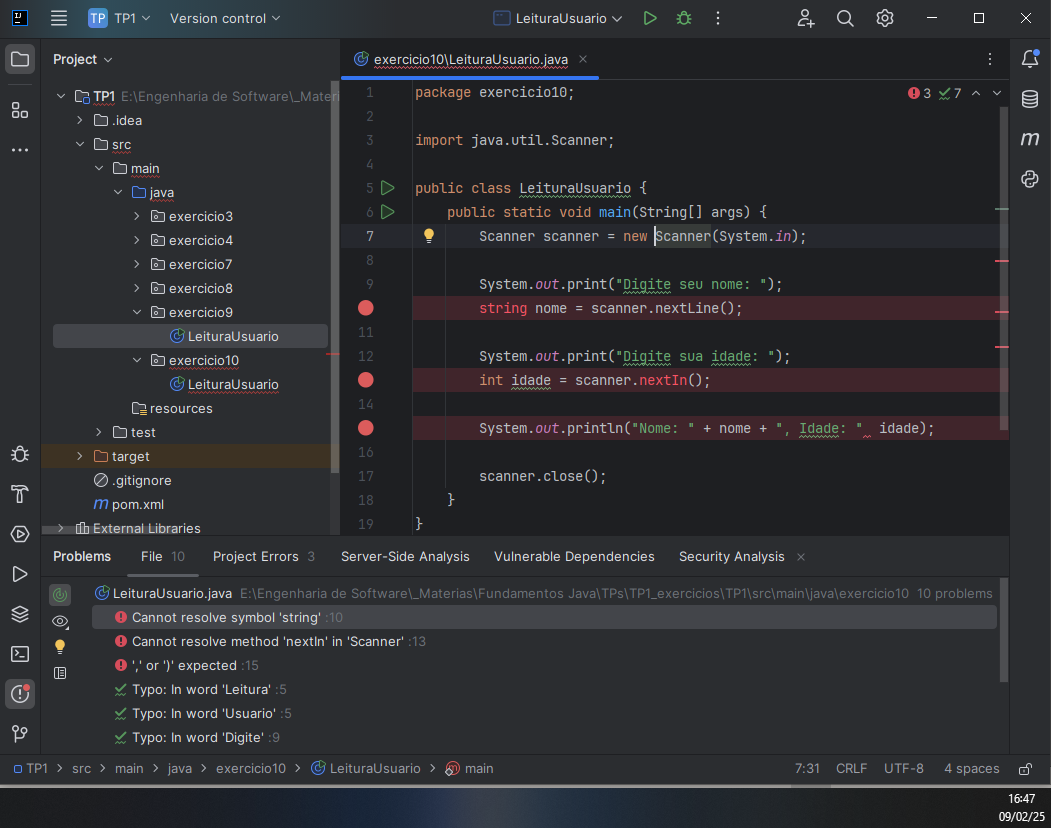 TP TP1 Version control LeituraUsuario
Project
exercicio10\LeituraUsuario.java
TP1 E:\Engenharia de Software\_Materi
.idea
src
main
java
exercicio3
exercicio4
exercicio7
exercicio8
exercicio9
LeituraUsuario
exercicio10
LeituraUsuario
resources
test
target
.gitignore
pom.xml
External Libraries
3 7
1 package exercicio10;
2
3 import java.util.Scanner;
4
5 public class LeituraUsuario {
6 public static void main(String[] args) {
7 Scanner scanner = new Scanner(System.in);
8
9 System.out.print("Digite seu nome: ");
string nome = scanner.nextLine();
11
12 System.out.print("Digite sua idade: ");
int idade = scanner.nextIn();
14
System.out.println("Nome: " + nome + ", Idade: " idade);
16
17 scanner.close();
18 }
19 }
Problems File 10 Project Errors 3 Server-Side Analysis Vulnerable Dependencies Security Analysis
LeituraUsuario.java E:\Engenharia de Software\_Materias\Fundamentos Java\TPs\TP1_exercicios\TP1\src\main\java\exercicio10 10 problems
Cannot resolve symbol 'string' :10
Cannot resolve method 'nextIn' in 'Scanner' :13
',' or ')' expected :15
Typo: In word 'Leitura' :5
Typo: In word 'Usuario' :5
Typo: In word 'Digite' :9
TP1 > src > main > java > exercicio10 > LeituraUsuario > main 7:31 CRLF UTF-8 4 spaces
16:47
09/02/25